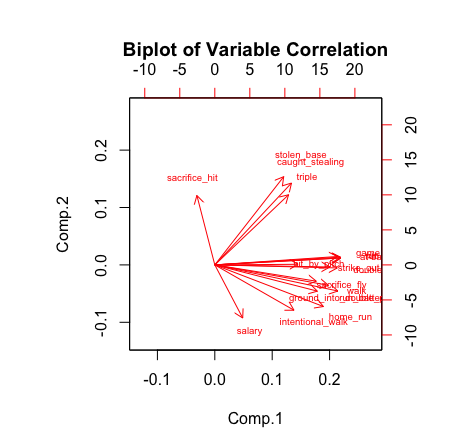 Biplot of Variable Correlation
-10 -5 0 5 10 15 20
stolen_base
caught_stealing
triple
sacrifice_hit
game
hit_by_pitch
strike_out
double
sacrifice_fly
walk
ground_into_double
salary
intentional_walk
home_run
0.2
0.1
0.0
-0.1
Comp.2
20
15
10
5
0
-5
-10
-0.1 0.0 0.1 0.2
Comp.1